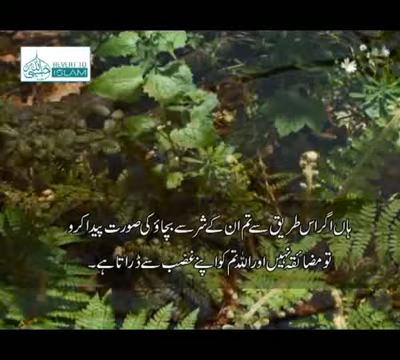 REVERT TO
ISLAM
ہاں اگر اس طریق سے تم ان کے شر سے بچاؤ کی صورت پیدا کرو
تو مضائقہ نہیں اور اللہ تم کو اپنے غضب سے ڈراتا ہے۔